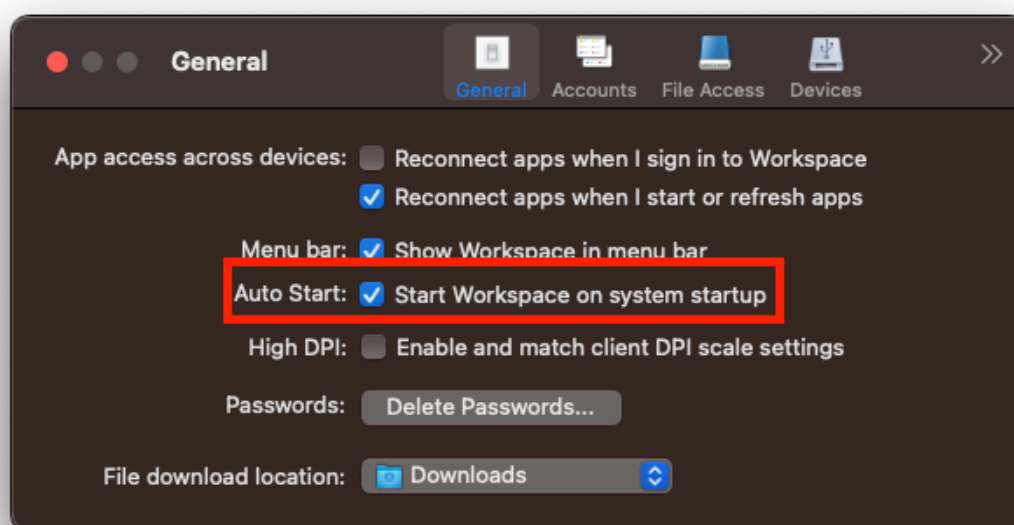 General
General Accounts File Access Devices
App access across devices: Reconnect apps when I sign in to Workspace
Reconnect apps when I start or refresh apps
Menu bar: Show Workspace in menu bar
Auto Start: Start Workspace on system startup
High DPI: Enable and match client DPI scale settings
Passwords: Delete Passwords...
File download location: Downloads